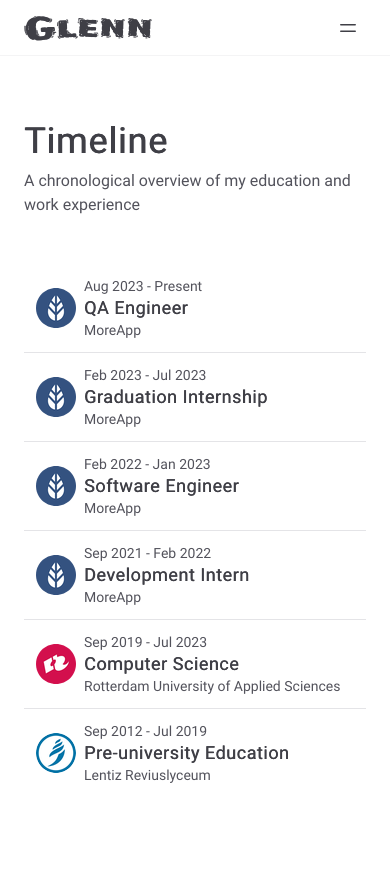 GLENN
Timeline
A chronological overview of my education and
work experience
Aug 2023 - Present
QA Engineer
MoreApp
Feb 2023 - Jul 2023
Graduation Internship
MoreApp
Feb 2022 - Jan 2023
Software Engineer
MoreApp
Sep 2021 - Feb 2022
Development Intern
MoreApp
Sep 2019 - Jul 2023
Computer Science
Rotterdam University of Applied Sciences
Sep 2012 - Jul 2019
Pre-university Education
Lentiz Reviuslyceum